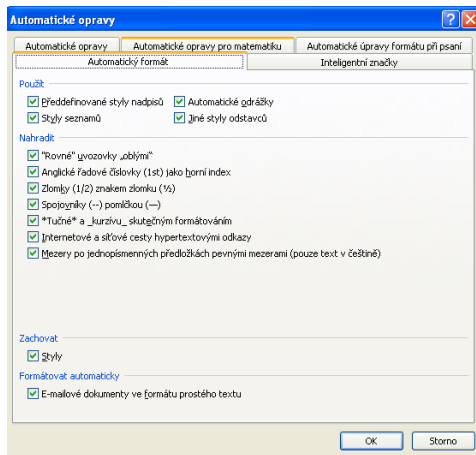 Automatické opravy
Automatické opravy
Automatické opravy pro matematiku
Automatické úpravy formátu při psaní
Automatický formát
Inteligentní značky
Použít
Předdefinované styly nadpisů
Automatické odrážky
Styly seznamů
Jiné styly odstavců
Nahradit
"Rovné" uvozovky „oblými“
Anglické řadové číslovky (1st) jako horní index
Zlomky (1/2) znakem zlomku (½)
Spojovníky (--) pomlčkou (—)
*Tučné* a _kurzívu_ skutečným formátováním
Internetové a síťové cesty hypertextovými odkazy
Mezery po jednopísmenných předložkách pevnými mezerami (pouze text v češtině)
Zachovat
Styly
Formátovat automaticky
E-mailové dokumenty ve formátu prostého textu
OK
Storno